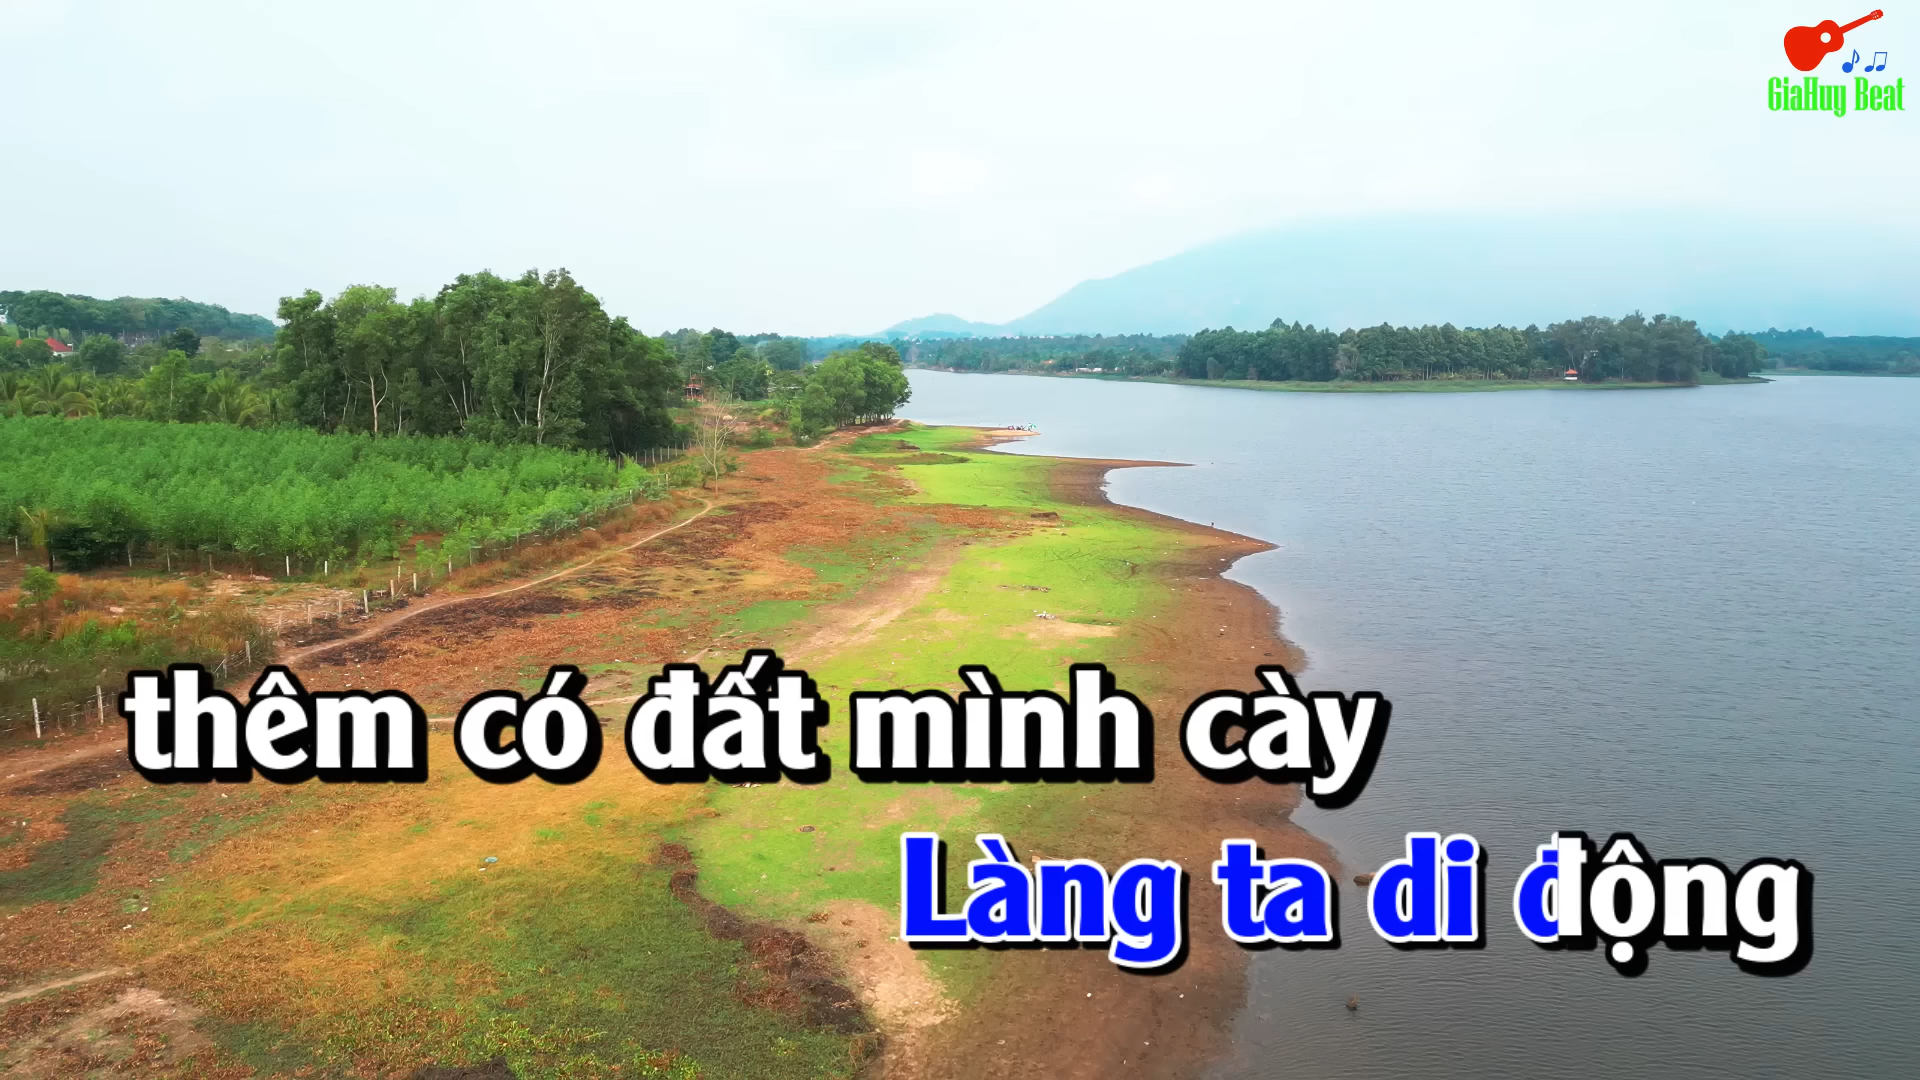 GiaHuy Beat
thêm có đất mình cày
Làng ta di động